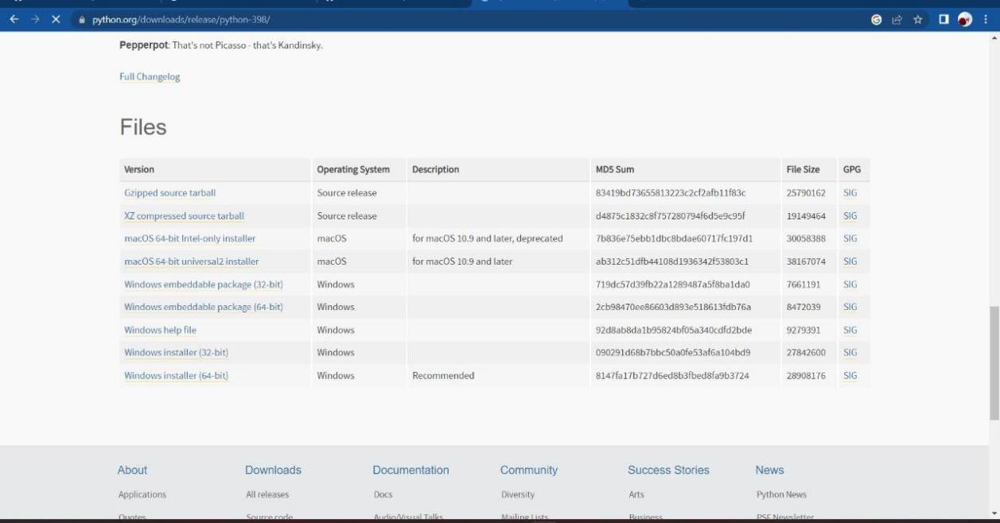 python.org/downloads/release/python-398/
Pepperpot: That's not Picasso - that's Kandinsky.
Full Changelog
Files
Version Operating System Description MD5 Sum File Size GPG
Gzipped source tarball Source release 83419bd73655813223c2cf2afb11f83c 25790162 SIG
XZ compressed source tarball Source release d4875c1832c8f757280794f6d5e9c95f 19149464 SIG
macOS 64-bit Intel-only installer macOS for macOS 10.9 and later, deprecated 7b836e75ebb1dbc8bdae60717fc197d1 30058388 SIG
macOS 64-bit universal2 installer macOS for macOS 10.9 and later ab312c51dfb44108d1936342f53803c1 38167074 SIG
Windows embeddable package (32-bit) Windows 719dc57d39fb22a1289487a5f8ba1da0 7661191 SIG
Windows embeddable package (64-bit) Windows 2cb98470ee86603d893e518613fdb76a 8472039 SIG
Windows help file Windows 92d8ab8da1b95824bf05a340cdfd2bde 9279391 SIG
Windows installer (32-bit) Windows 090291d68b7bbc50a0fe53af6a104bd9 27842600 SIG
Windows installer (64-bit) Windows Recommended 8147fa17b727d6ed8b3fbed8fa9b3724 28908176 SIG
About Downloads Documentation Community Success Stories News
Applications All releases Docs Diversity Arts Python News
Quotes Source code Audio/Visual Talks Mailing Lists Business PSF Newsletter